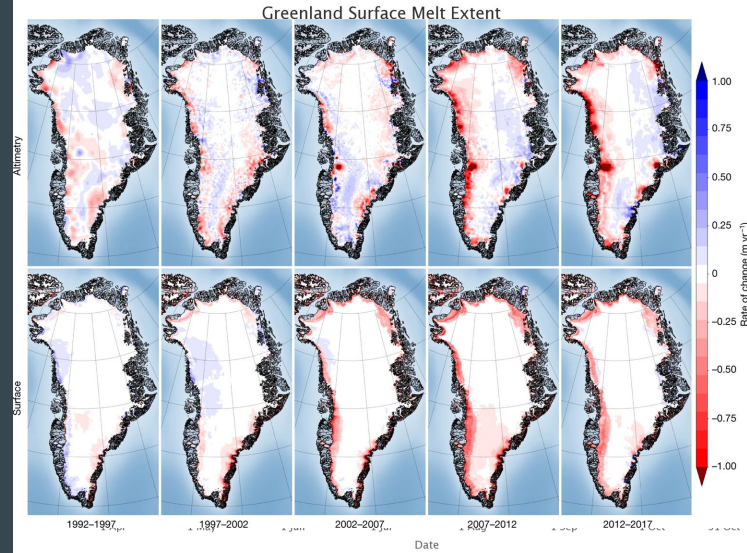 Greenland Surface Melt Extent
Altimetry
Surface
1.00
0.75
0.50
0.25
0
−0.25
−0.50
−0.75
−1.00
Rate of change (m yr⁻¹)
1992–1997
1997–2002
2002–2007
2007–2012
2012–2017
Date